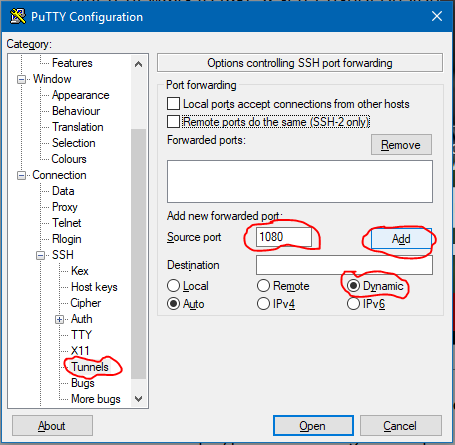 PuTTY Configuration
Category:
Features
Window
Appearance
Behaviour
Translation
Selection
Colours
Connection
Data
Proxy
Telnet
Rlogin
SSH
Kex
Host keys
Cipher
Auth
TTY
X11
Tunnels
Bugs
More bugs
Options controlling SSH port forwarding
Port forwarding
Local ports accept connections from other hosts
Remote ports do the same (SSH-2 only)
Forwarded ports:
Remove
Add new forwarded port:
Source port
1080
Add
Destination
Local
Remote
Dynamic
Auto
IPv4
IPv6
About
Open
Cancel